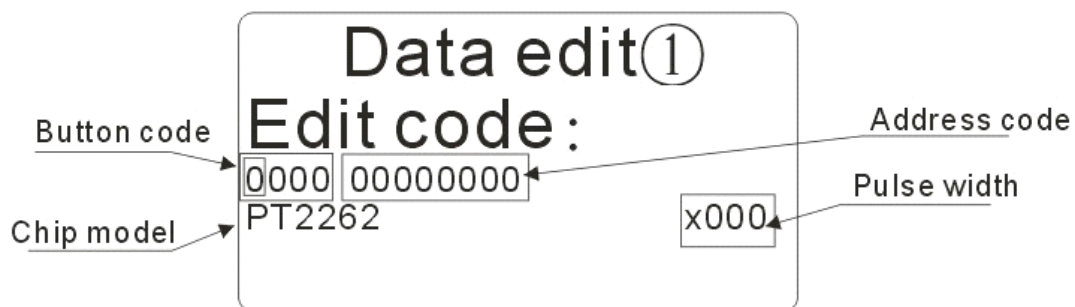 Data edit①
Edit code:
Button code
Address code
0000 00000000
Pulse width
PT2262
x000
Chip model